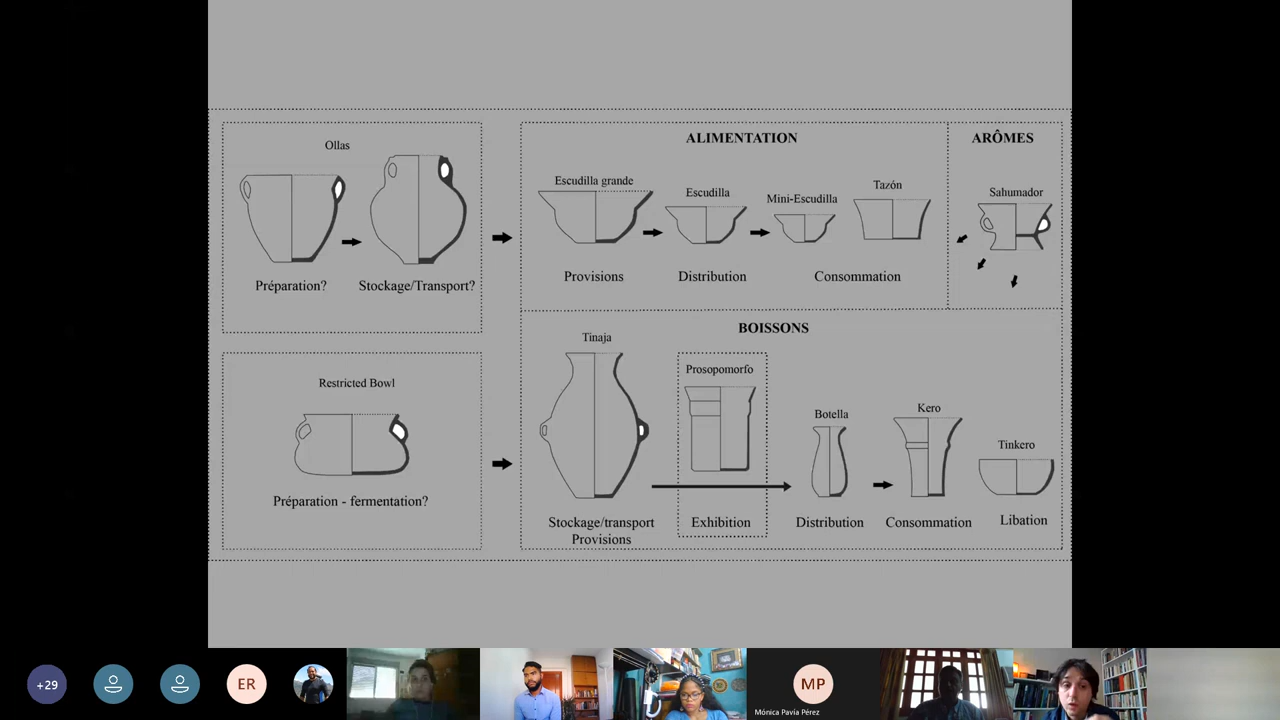 Ollas
Préparation?
Stockage/Transport?
ALIMENTATION
Escudilla grande
Escudilla
Mini-Escudilla
Tazón
Provisions
Distribution
Consommation
ARÔMES
Sahumador
Restricted Bowl
Préparation - fermentation?
BOISSONS
Tinaja
Prosopomorfo
Botella
Kero
Tinkero
Stockage/transport
Provisions
Exhibition
Distribution
Consommation
Libation
+29
ER
MP
Mónica Pavía Pérez